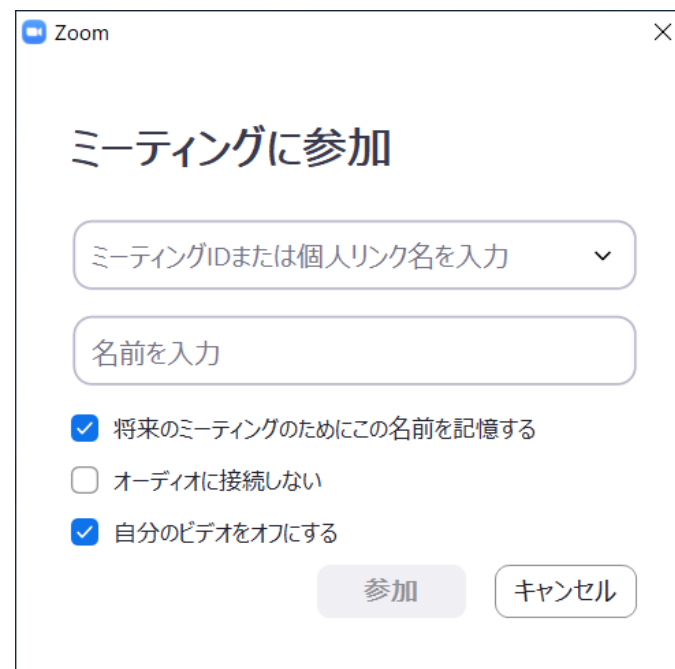 Zoom
ミーティングに参加
ミーティングIDまたは個人リンク名を入力
名前を入力
将来のミーティングのためにこの名前を記憶する
オーディオに接続しない
自分のビデオをオフにする
参加
キャンセル